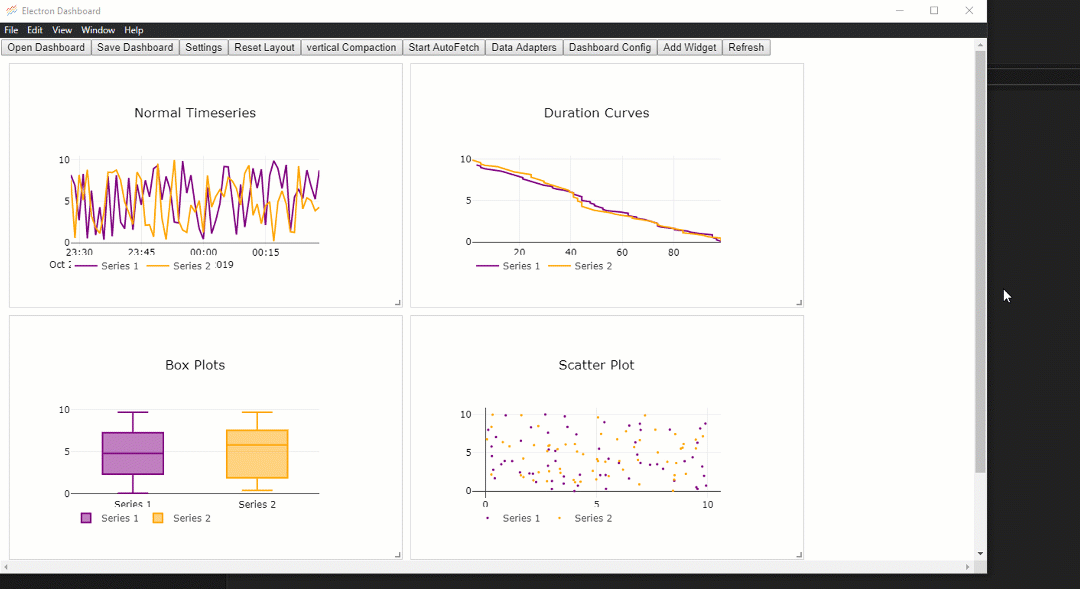 Electron Dashboard
File Edit View Window Help
Open Dashboard Save Dashboard Settings Reset Layout vertical Compaction Start AutoFetch Data Adapters Dashboard Config Add Widget Refresh
Normal Timeseries
10
5
0
23:30 23:45 00:00 00:15
Oct 2 Series 1 Series 2 2019
Duration Curves
10
5
0
20 40 60 80
Series 1 Series 2
Box Plots
10
5
0
Series 1 Series 2
Series 1 Series 2
Scatter Plot
10
5
0
0 5 10
Series 1 Series 2